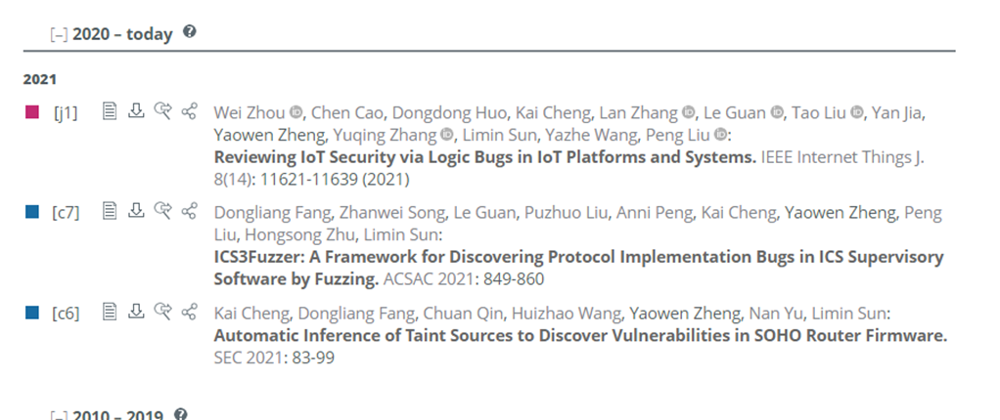 [–] 2020 – today ?
2021
[j1] Wei Zhou, Chen Cao, Dongdong Huo, Kai Cheng, Lan Zhang, Le Guan, Tao Liu, Yan Jia,
Yaowen Zheng, Yuqing Zhang, Limin Sun, Yazhe Wang, Peng Liu:
Reviewing IoT Security via Logic Bugs in IoT Platforms and Systems. IEEE Internet Things J.
8(14): 11621-11639 (2021)
[c7] Dongliang Fang, Zhanwei Song, Le Guan, Puzhuo Liu, Anni Peng, Kai Cheng, Yaowen Zheng, Peng
Liu, Hongsong Zhu, Limin Sun:
ICS3Fuzzer: A Framework for Discovering Protocol Implementation Bugs in ICS Supervisory
Software by Fuzzing. ACSAC 2021: 849-860
[c6] Kai Cheng, Dongliang Fang, Chuan Qin, Huizhao Wang, Yaowen Zheng, Nan Yu, Limin Sun:
Automatic Inference of Taint Sources to Discover Vulnerabilities in SOHO Router Firmware.
SEC 2021: 83-99
[–] 2010 – 2019 ?